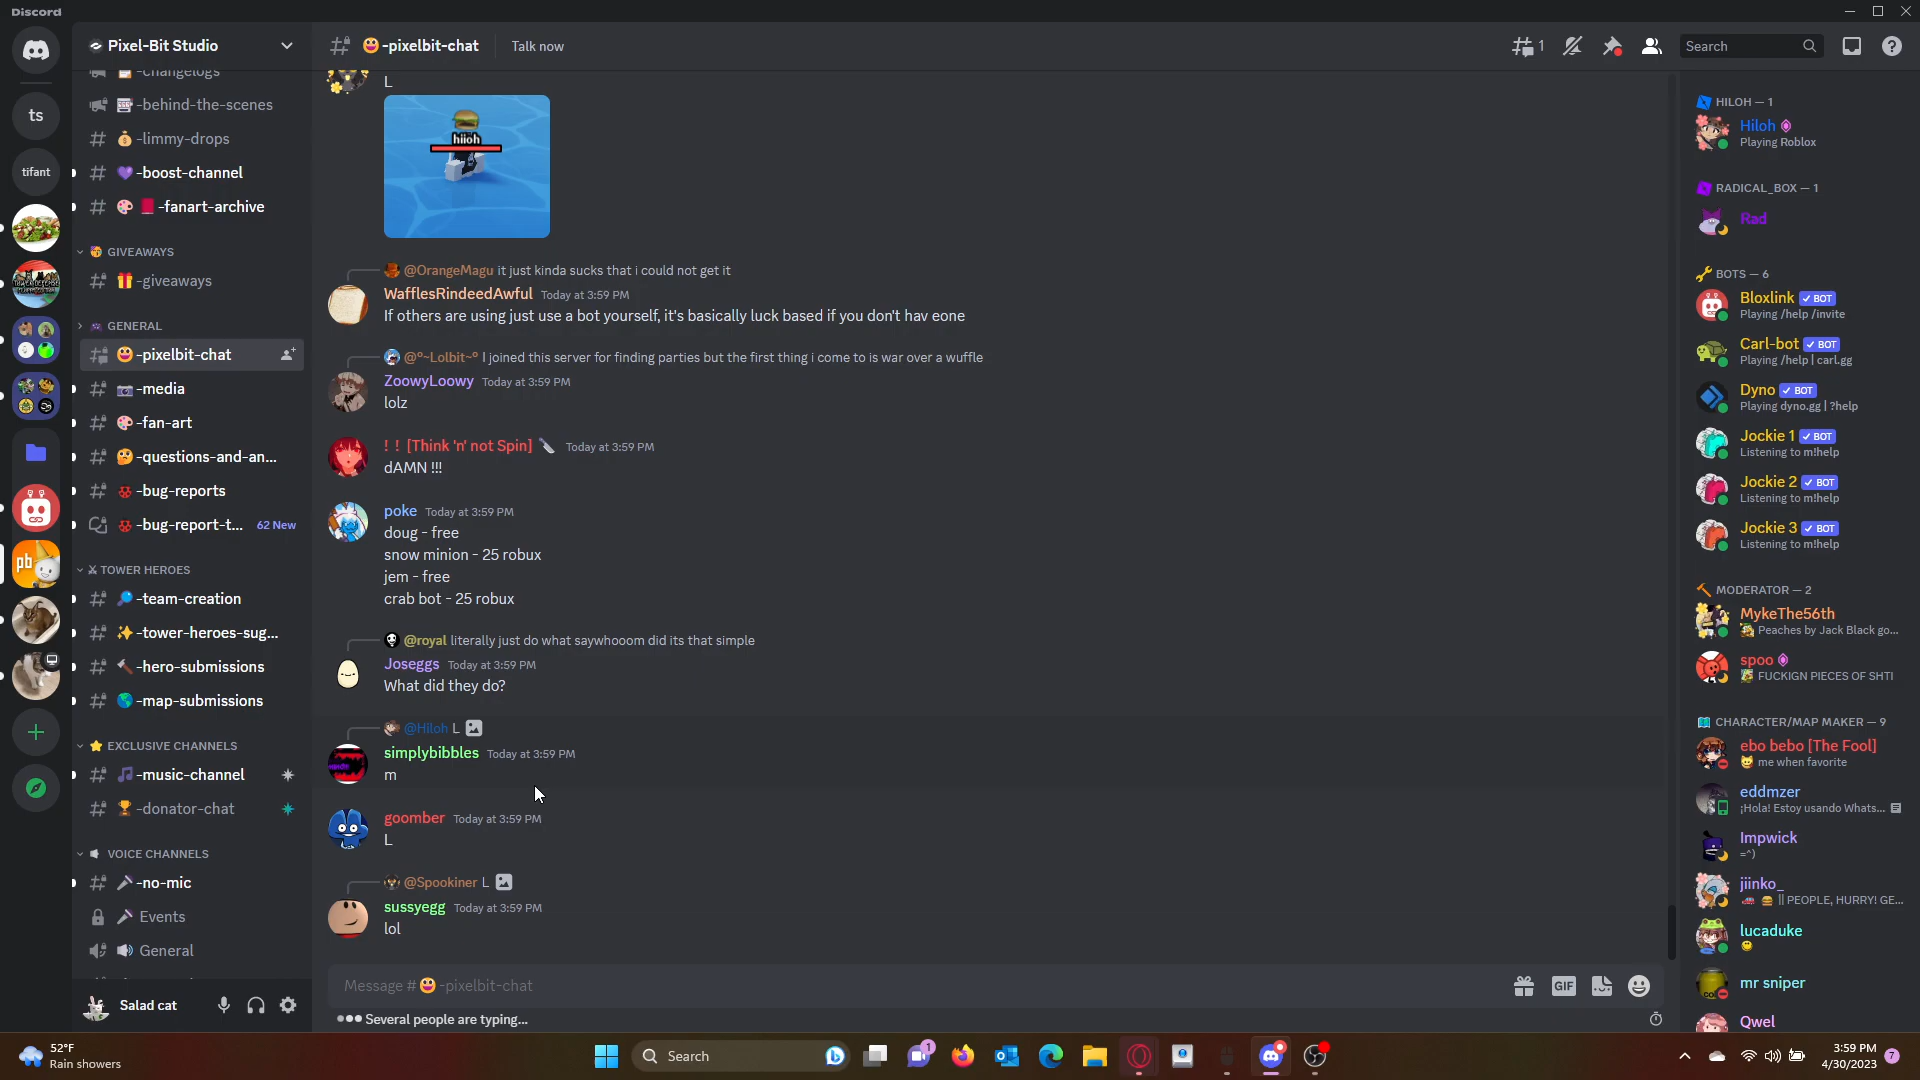 Discord
ts
tifant
pb
Pixel-Bit Studio
-changelogs
-behind-the-scenes
-limmy-drops
-boost-channel
-fanart-archive
GIVEAWAYS
-giveaways
GENERAL
-pixelbit-chat
-media
-fan-art
-questions-and-an...
-bug-reports
-bug-report-t... 62 New
TOWER HEROES
-team-creation
-tower-heroes-sug...
-hero-submissions
-map-submissions
EXCLUSIVE CHANNELS
-music-channel
-donator-chat
VOICE CHANNELS
-no-mic
Events
General
Salad cat
-pixelbit-chat Talk now
1 Search
L
hiioh
@OrangeMagu it just kinda sucks that i could not get it
WafflesRindeedAwful Today at 3:59 PM
If others are using just use a bot yourself, it's basically luck based if you don't hav eone
@°~Lolbit~° I joined this server for finding parties but the first thing i come to is war over a wuffle
ZoowyLoowy Today at 3:59 PM
lolz
! ! [Think 'n' not Spin] Today at 3:59 PM
dAMN !!!
poke Today at 3:59 PM
doug - free
snow minion - 25 robux
jem - free
crab bot - 25 robux
@royal literally just do what saywhooom did its that simple
Joseggs Today at 3:59 PM
What did they do?
@Hiloh L
simplybibbles Today at 3:59 PM
m
goomber Today at 3:59 PM
L
@Spookiner L
sussyegg Today at 3:59 PM
lol
Message # -pixelbit-chat
GIF
Several people are typing...
HILOH — 1
Hiloh
Playing Roblox
RADICAL_BOX — 1
Rad
BOTS — 6
Bloxlink ✓ BOT
Playing /help /invite
Carl-bot ✓ BOT
Playing /help | carl.gg
Dyno ✓ BOT
Playing dyno.gg | ?help
Jockie 1 ✓ BOT
Listening to m!help
Jockie 2 ✓ BOT
Listening to m!help
Jockie 3 ✓ BOT
Listening to m!help
MODERATOR — 2
MykeThe56th
Peaches by Jack Black go...
spoo
FUCKIGN PIECES OF SHTI
CHARACTER/MAP MAKER — 9
ebo bebo [The Fool]
me when favorite
eddmzer
¡Hola! Estoy usando Whats...
Impwick
=^)
jiinko_
|| PEOPLE, HURRY! GE...
lucaduke
mr sniper
Qwel
52°F
Rain showers
Search
1
3:59 PM
4/30/2023
7